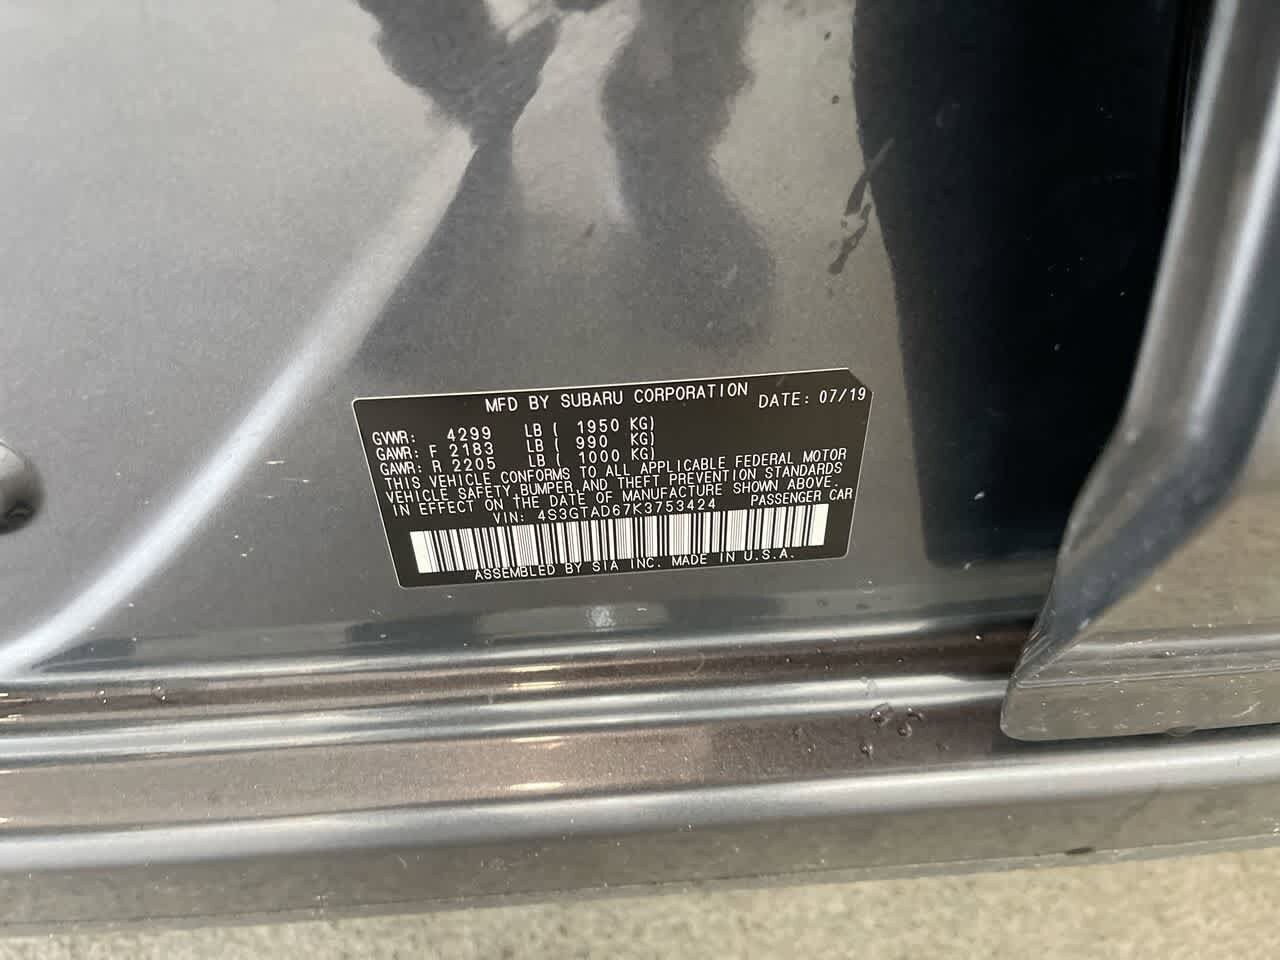 MFD BY SUBARU CORPORATION DATE: 07/19
GVWR: 4299 LB ( 1950 KG)
GAWR: F 2183 LB ( 990 KG)
GAWR: R 2205 LB ( 1000 KG)
THIS VEHICLE CONFORMS TO ALL APPLICABLE FEDERAL MOTOR
VEHICLE SAFETY, BUMPER, AND THEFT PREVENTION STANDARDS
IN EFFECT ON THE DATE OF MANUFACTURE SHOWN ABOVE.
VIN: 4S3GTAD67K3753424 PASSENGER CAR
ASSEMBLED BY SIA INC. MADE IN U.S.A.